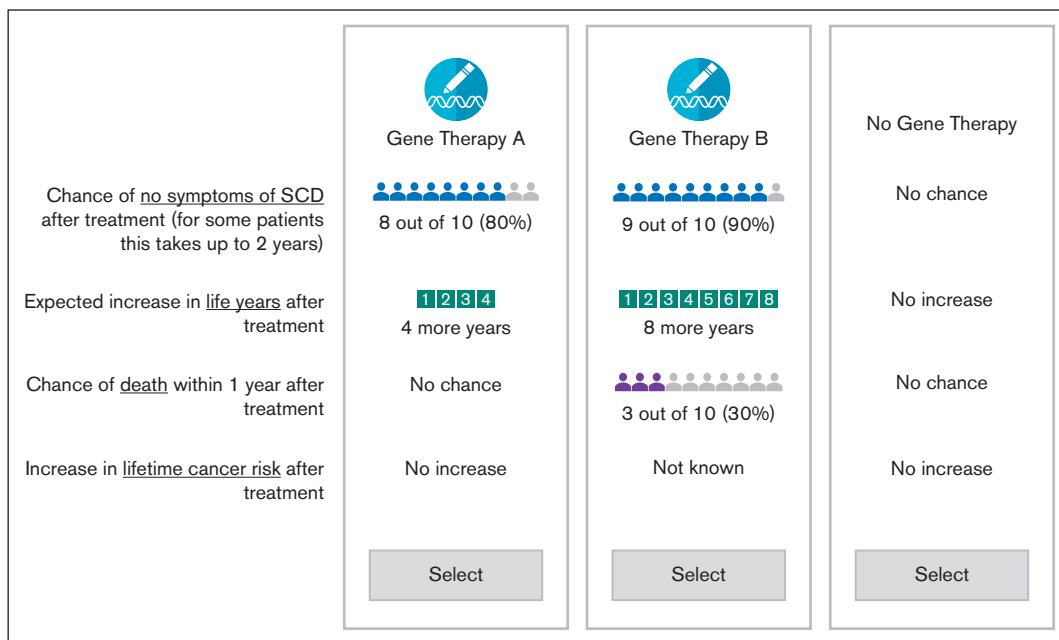 Gene Therapy A
Gene Therapy B
No Gene Therapy
Chance of no symptoms of SCD
after treatment (for some patients
this takes up to 2 years)
8 out of 10 (80%)
9 out of 10 (90%)
No chance
Expected increase in life years after
treatment
1 2 3 4
4 more years
1 2 3 4 5 6 7 8
8 more years
No increase
Chance of death within 1 year after
treatment
No chance
3 out of 10 (30%)
No chance
Increase in lifetime cancer risk after
treatment
No increase
Not known
No increase
Select
Select
Select